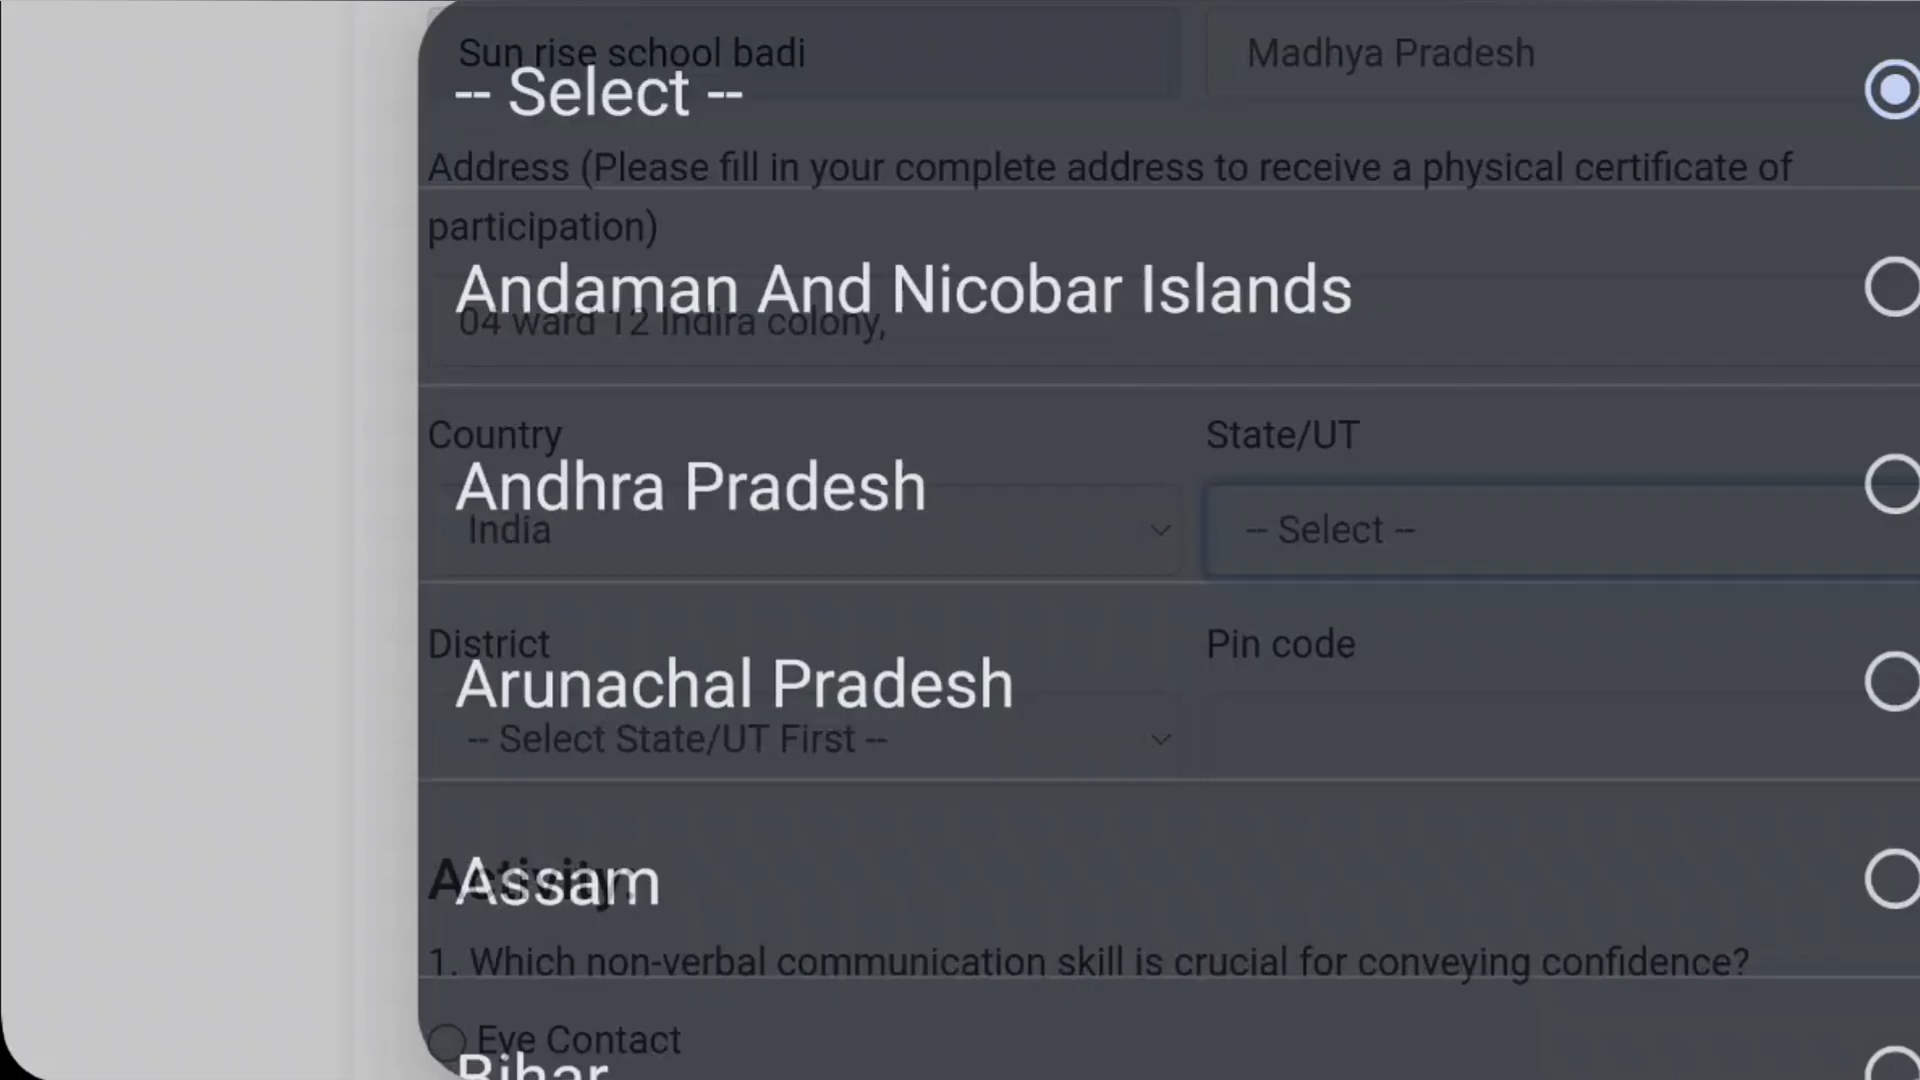 Sun rise school badi
Madhya Pradesh
-- Select --
Address (Please fill in your complete address to receive a physical certificate of
participation)
Andaman And Nicobar Islands
04 ward 12 Indira colony,
Country
State/UT
Andhra Pradesh
India
-- Select --
District
Pin code
Arunachal Pradesh
-- Select State/UT First --
Activity
Assam
1. Which non-verbal communication skill is crucial for conveying confidence?
Eye Contact
Bihar